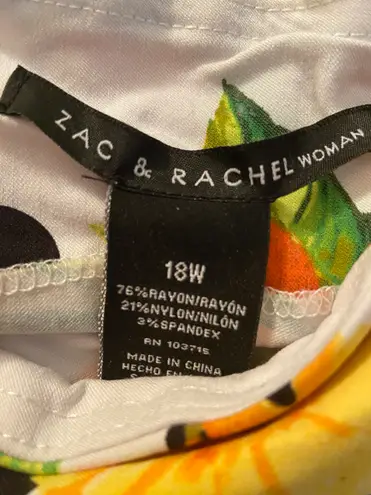 ZAC & RACHEL WOMAN
18W
76%RAYON/RAYÓN
21%NYLON/NILÓN
3%SPANDEX
RN 103715
MADE IN CHINA
HECHO EN